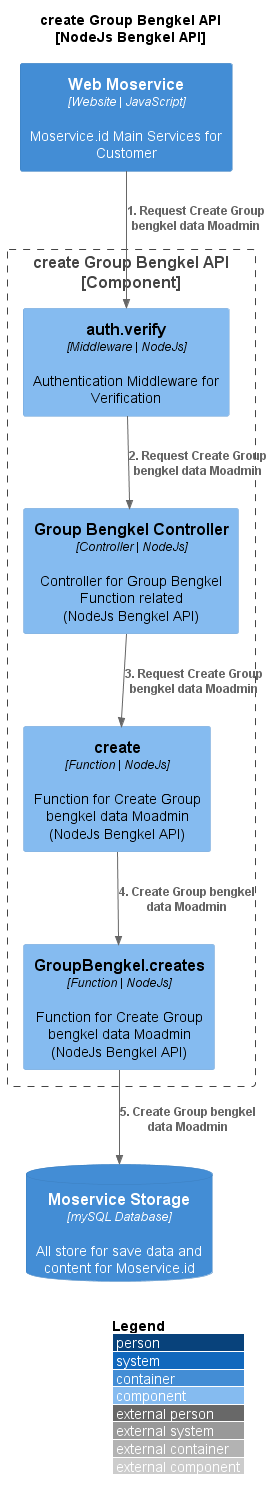 create Group Bengkel API
[NodeJs Bengkel API]
Web Moservice
[Website | JavaScript]
Moservice.id Main Services for
Customer
1. Request Create Group
bengkel data Moadmin
create Group Bengkel API
[Component]
auth.verify
[Middleware | NodeJs]
Authentication Middleware for
Verification
2. Request Create Group
bengkel data Moadmin
Group Bengkel Controller
[Controller | NodeJs]
Controller for Group Bengkel
Function related
(NodeJs Bengkel API)
3. Request Create Group
bengkel data Moadmin
create
[Function | NodeJs]
Function for Create Group
bengkel data Moadmin
(NodeJs Bengkel API)
4. Create Group bengkel
data Moadmin
GroupBengkel.creates
[Function | NodeJs]
Function for Create Group
bengkel data Moadmin
(NodeJs Bengkel API)
5. Create Group bengkel
data Moadmin
Moservice Storage
[mySQL Database]
All store for save data and
content for Moservice.id
Legend
person
system
container
component
external person
external system
external container
external component